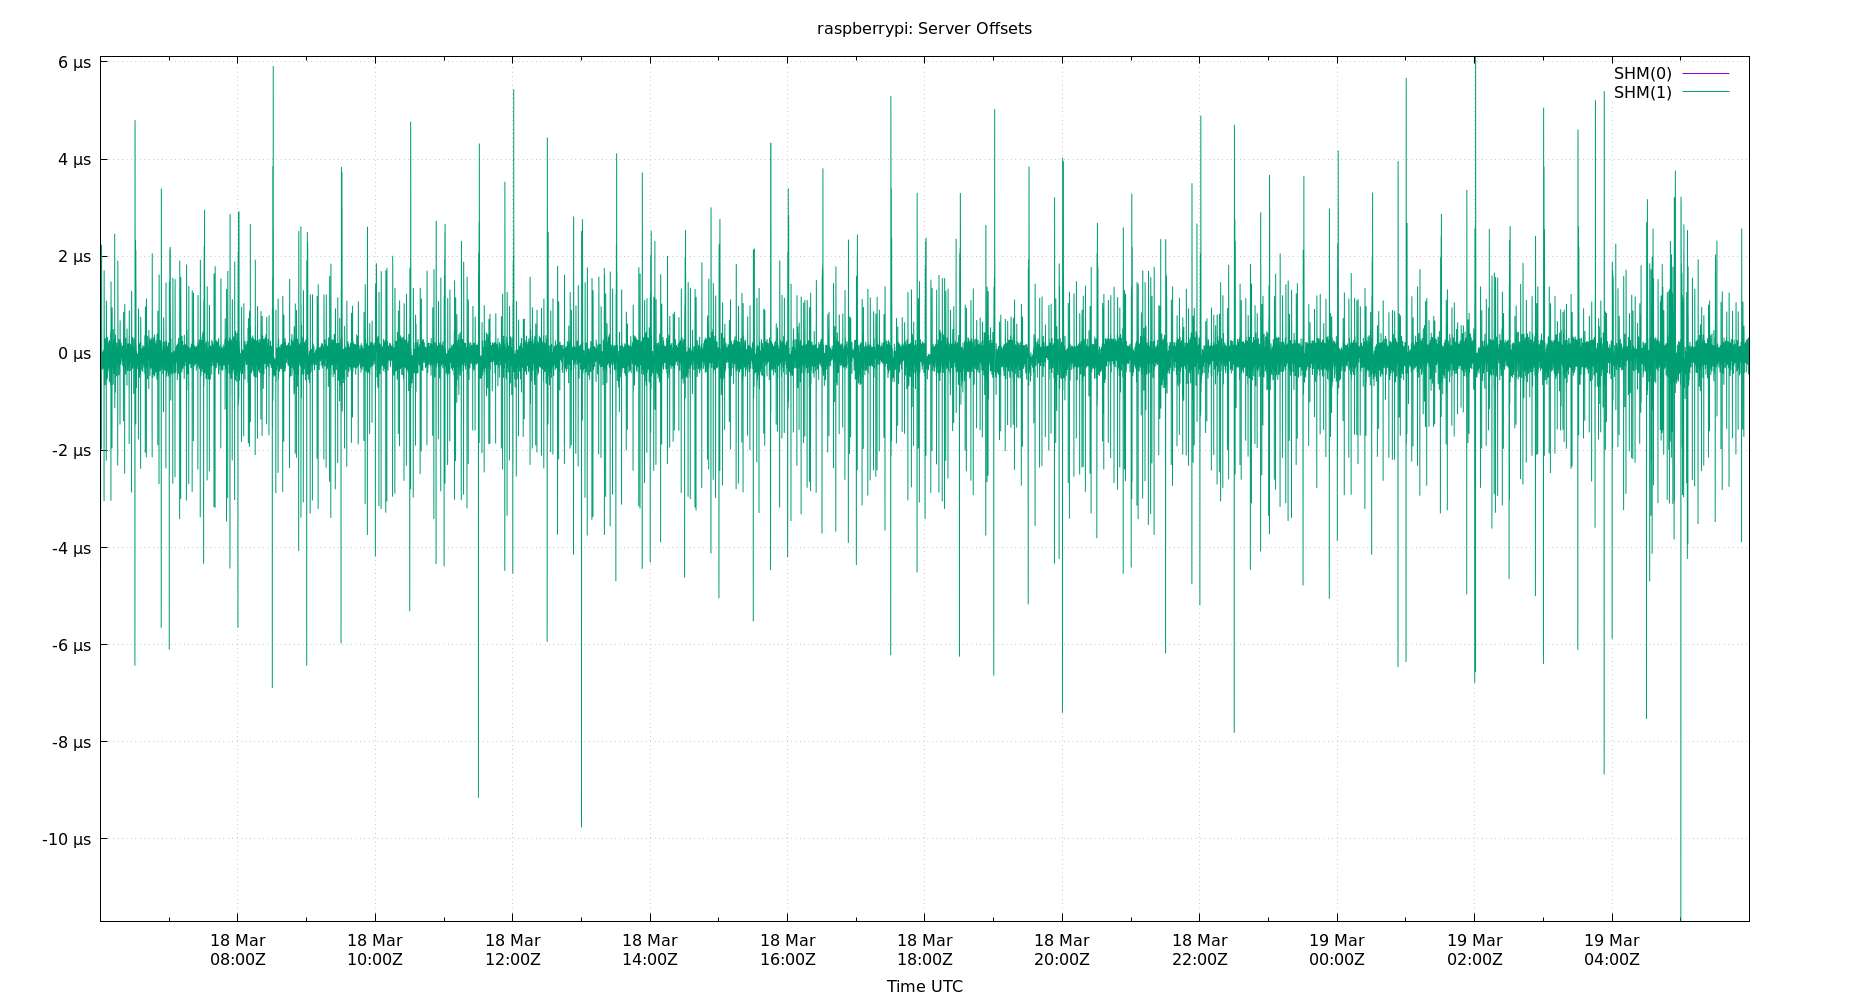 raspberrypi: Server Offsets
6 µs
SHM(0)
SHM(1)
4 µs
2 µs
0 µs
-2 µs
-4 µs
-6 µs
-8 µs
-10 µs
18 Mar 18 Mar 18 Mar 18 Mar 18 Mar 18 Mar 18 Mar 18 Mar 19 Mar 19 Mar 19 Mar
08:00Z 10:00Z 12:00Z 14:00Z 16:00Z 18:00Z 20:00Z 22:00Z 00:00Z 02:00Z 04:00Z
Time UTC